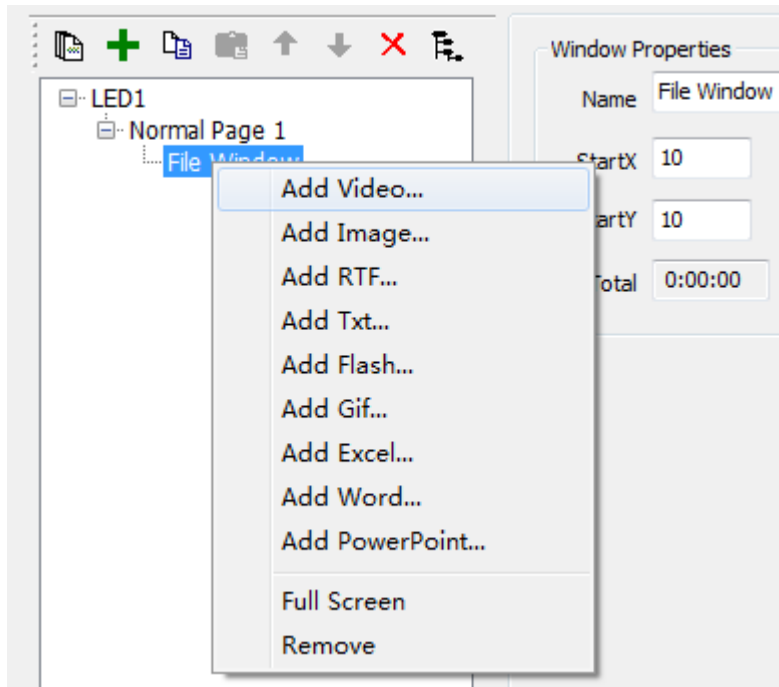 LED1
Normal Page 1
File Window
Add Video...
Add Image...
Add RTF...
Add Txt...
Add Flash...
Add Gif...
Add Excel...
Add Word...
Add PowerPoint...
Full Screen
Remove
Window Properties
Name File Window
StartX 10
artY 10
Total 0:00:00